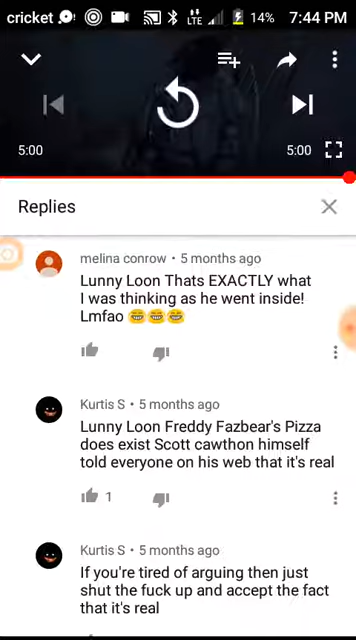 cricket LTE 14% 7:44 PM
5:00 5:00
Replies
melina conrow • 5 months ago
Lunny Loon Thats EXACTLY what
I was thinking as he went inside!
Lmfao 😂😂😂
Kurtis S • 5 months ago
Lunny Loon Freddy Fazbear's Pizza
does exist Scott cawthon himself
told everyone on his web that it's real
1
Kurtis S • 5 months ago
If you're tired of arguing then just
shut the fuck up and accept the fact
that it's real